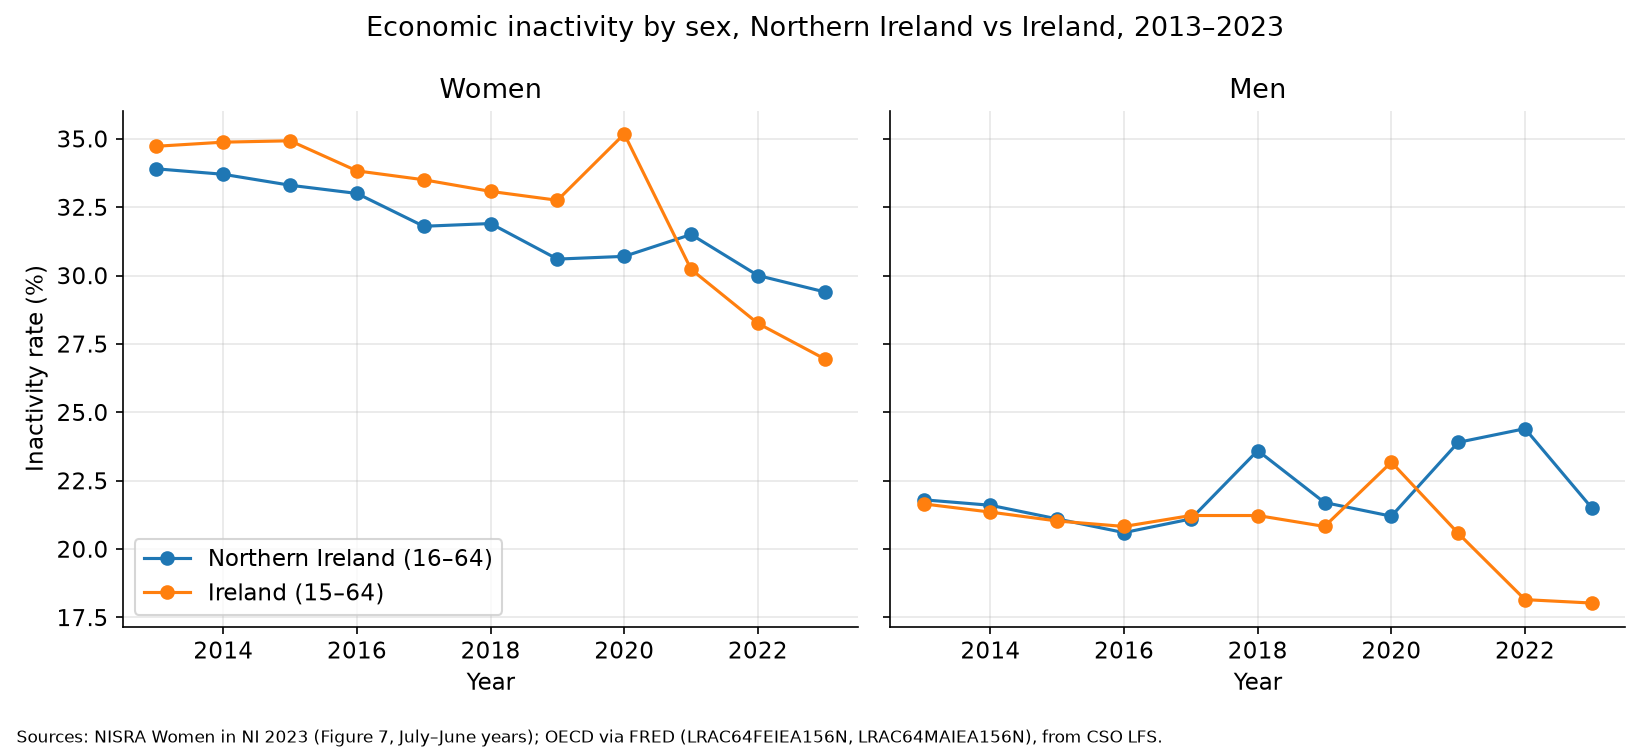 Economic inactivity by sex, Northern Ireland vs Ireland, 2013–2023
Women
Men
Inactivity rate (%)
35.0
32.5
30.0
27.5
25.0
22.5
20.0
17.5
Northern Ireland (16–64)
Ireland (15–64)
2014 2016 2018 2020 2022
2014 2016 2018 2020 2022
Year
Year
Sources: NISRA Women in NI 2023 (Figure 7, July–June years); OECD via FRED (LRAC64FEIEA156N, LRAC64MAIEA156N), from CSO LFS.